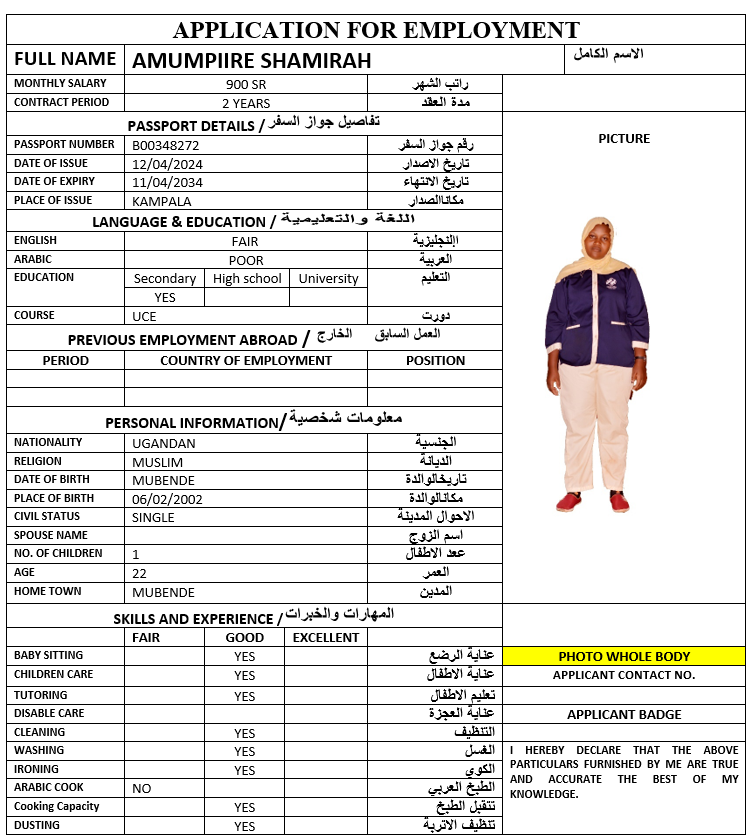 APPLICATION FOR EMPLOYMENT
FULL NAME AMUMPIIRE SHAMIRAH الاسم الكامل
MONTHLY SALARY 900 SR راتب الشهر
CONTRACT PERIOD 2 YEARS مدة العقد
PASSPORT DETAILS / تفاصيل جواز السفر
PICTURE
PASSPORT NUMBER B00348272 رقم جواز السفر
DATE OF ISSUE 12/04/2024 تاريخ الاصدار
DATE OF EXPIRY 11/04/2034 تاريخ الانتهاء
PLACE OF ISSUE KAMPALA مكاناالصدار
LANGUAGE & EDUCATION / اللغة والتعليمية
ENGLISH FAIR اإلنجليزية
ARABIC POOR العربية
EDUCATION Secondary High school University التعليم
YES
COURSE UCE دورت
PREVIOUS EMPLOYMENT ABROAD / العمل السابق الخارج
PERIOD COUNTRY OF EMPLOYMENT POSITION
PERSONAL INFORMATION/ معلومات شخصية
NATIONALITY UGANDAN الجنسية
RELIGION MUSLIM الديانة
DATE OF BIRTH MUBENDE تاريخالوالدة
PLACE OF BIRTH 06/02/2002 مكانالوالدة
CIVIL STATUS SINGLE الاحوال المدينة
SPOUSE NAME اسم الزوج
NO. OF CHILDREN 1 عدد الاطفال
AGE 22 العمر
HOME TOWN MUBENDE المدين
SKILLS AND EXPERIENCE / المهارات والخبرات
FAIR GOOD EXCELLENT
BABY SITTING YES عناية الرضع
PHOTO WHOLE BODY
CHILDREN CARE YES عناية الاطفال
APPLICANT CONTACT NO.
TUTORING YES تعليم الاطفال
DISABLE CARE عناية العجزة
APPLICANT BADGE
CLEANING YES التنظيف
WASHING YES الغسل
IRONING YES الكوي
ARABIC COOK NO الطبخ العربي
Cooking Capacity YES تتقبل الطبخ
DUSTING YES تنظيف الاتربة
I HEREBY DECLARE THAT THE ABOVE
PARTICULARS FURNISHED BY ME ARE TRUE
AND ACCURATE THE BEST OF MY
KNOWLEDGE.